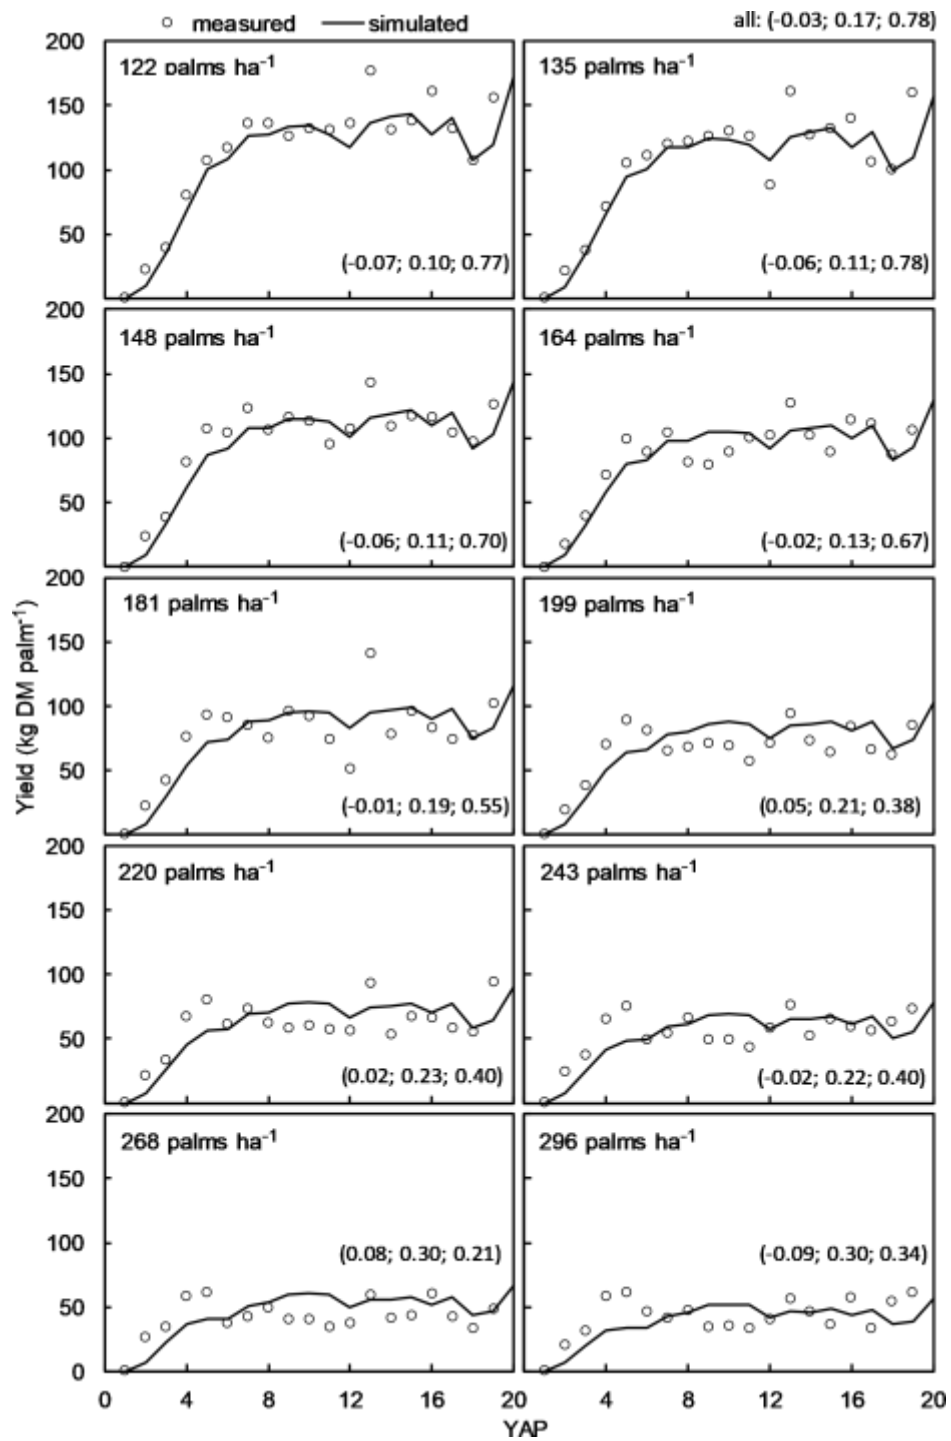 measured simulated all: (-0.03; 0.17; 0.78)
200 122 palms ha⁻¹ 135 palms ha⁻¹
150
100
50
(-0.07; 0.10; 0.77) (-0.06; 0.11; 0.78)
200
148 palms ha⁻¹ 164 palms ha⁻¹
150
100
50
(-0.06; 0.11; 0.70) (-0.02; 0.13; 0.67)
200
181 palms ha⁻¹ 199 palms ha⁻¹
150
100
50
(-0.01; 0.19; 0.55) (0.05; 0.21; 0.38)
Yield (kg DM palm⁻¹)
200
220 palms ha⁻¹ 243 palms ha⁻¹
150
100
50
(0.02; 0.23; 0.40) (-0.02; 0.22; 0.40)
200
268 palms ha⁻¹ 296 palms ha⁻¹
150
100
(0.08; 0.30; 0.21) (-0.09; 0.30; 0.34)
50
0
0 4 8 12 16 20 4 8 12 16 20
YAP